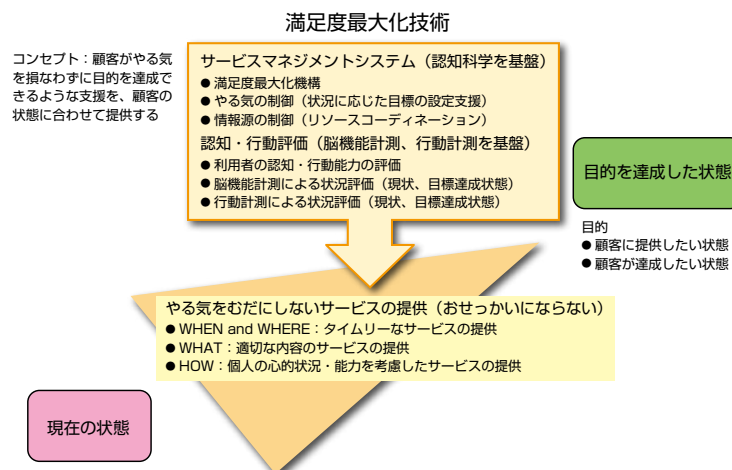 満足度最大化技術
コンセプト：顧客がやる気
を損なわずに目的を達成で
きるような支援を、顧客の
状態に合わせて提供する
サービスマネジメントシステム（認知科学を基盤）
● 満足度最大化機構
● やる気の制御（状況に応じた目標の設定支援）
● 情報源の制御（リソースコーディネーション）
認知・行動評価（脳機能計測、行動計測を基盤）
● 利用者の認知・行動能力の評価
● 脳機能計測による状況評価（現状、目標達成状態）
● 行動計測による状況評価（現状、目標達成状態）
目的を達成した状態
目的
● 顧客に提供したい状態
● 顧客が達成したい状態
やる気をむだにしないサービスの提供（おせっかいにならない）
● WHEN and WHERE：タイムリーなサービスの提供
● WHAT：適切な内容のサービスの提供
● HOW：個人の心的状況・能力を考慮したサービスの提供
現在の状態